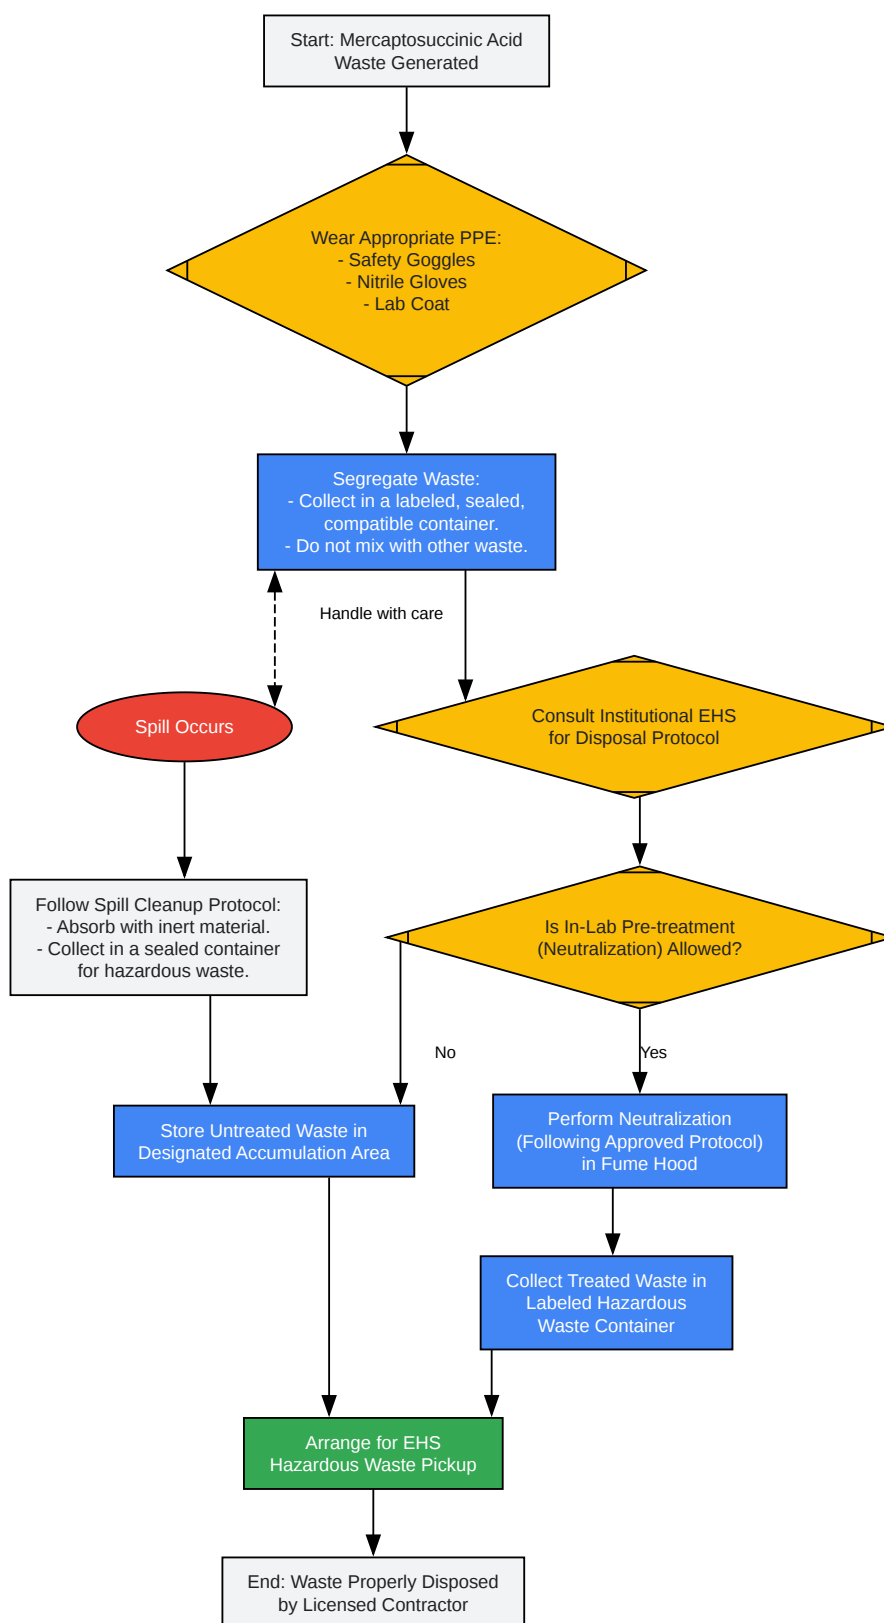 Start: Mercaptosuccinic Acid
Waste Generated
Wear Appropriate PPE:
- Safety Goggles
- Nitrile Gloves
- Lab Coat
Segregate Waste:
- Collect in a labeled, sealed,
compatible container.
- Do not mix with other waste.
Handle with care
Spill Occurs
Consult Institutional EHS
for Disposal Protocol
Follow Spill Cleanup Protocol:
- Absorb with inert material.
- Collect in a sealed container
for hazardous waste.
Is In-Lab Pre-treatment
(Neutralization) Allowed?
No
Yes
Store Untreated Waste in
Designated Accumulation Area
Perform Neutralization
(Following Approved Protocol)
in Fume Hood
Collect Treated Waste in
Labeled Hazardous
Waste Container
Arrange for EHS
Hazardous Waste Pickup
End: Waste Properly Disposed
by Licensed Contractor